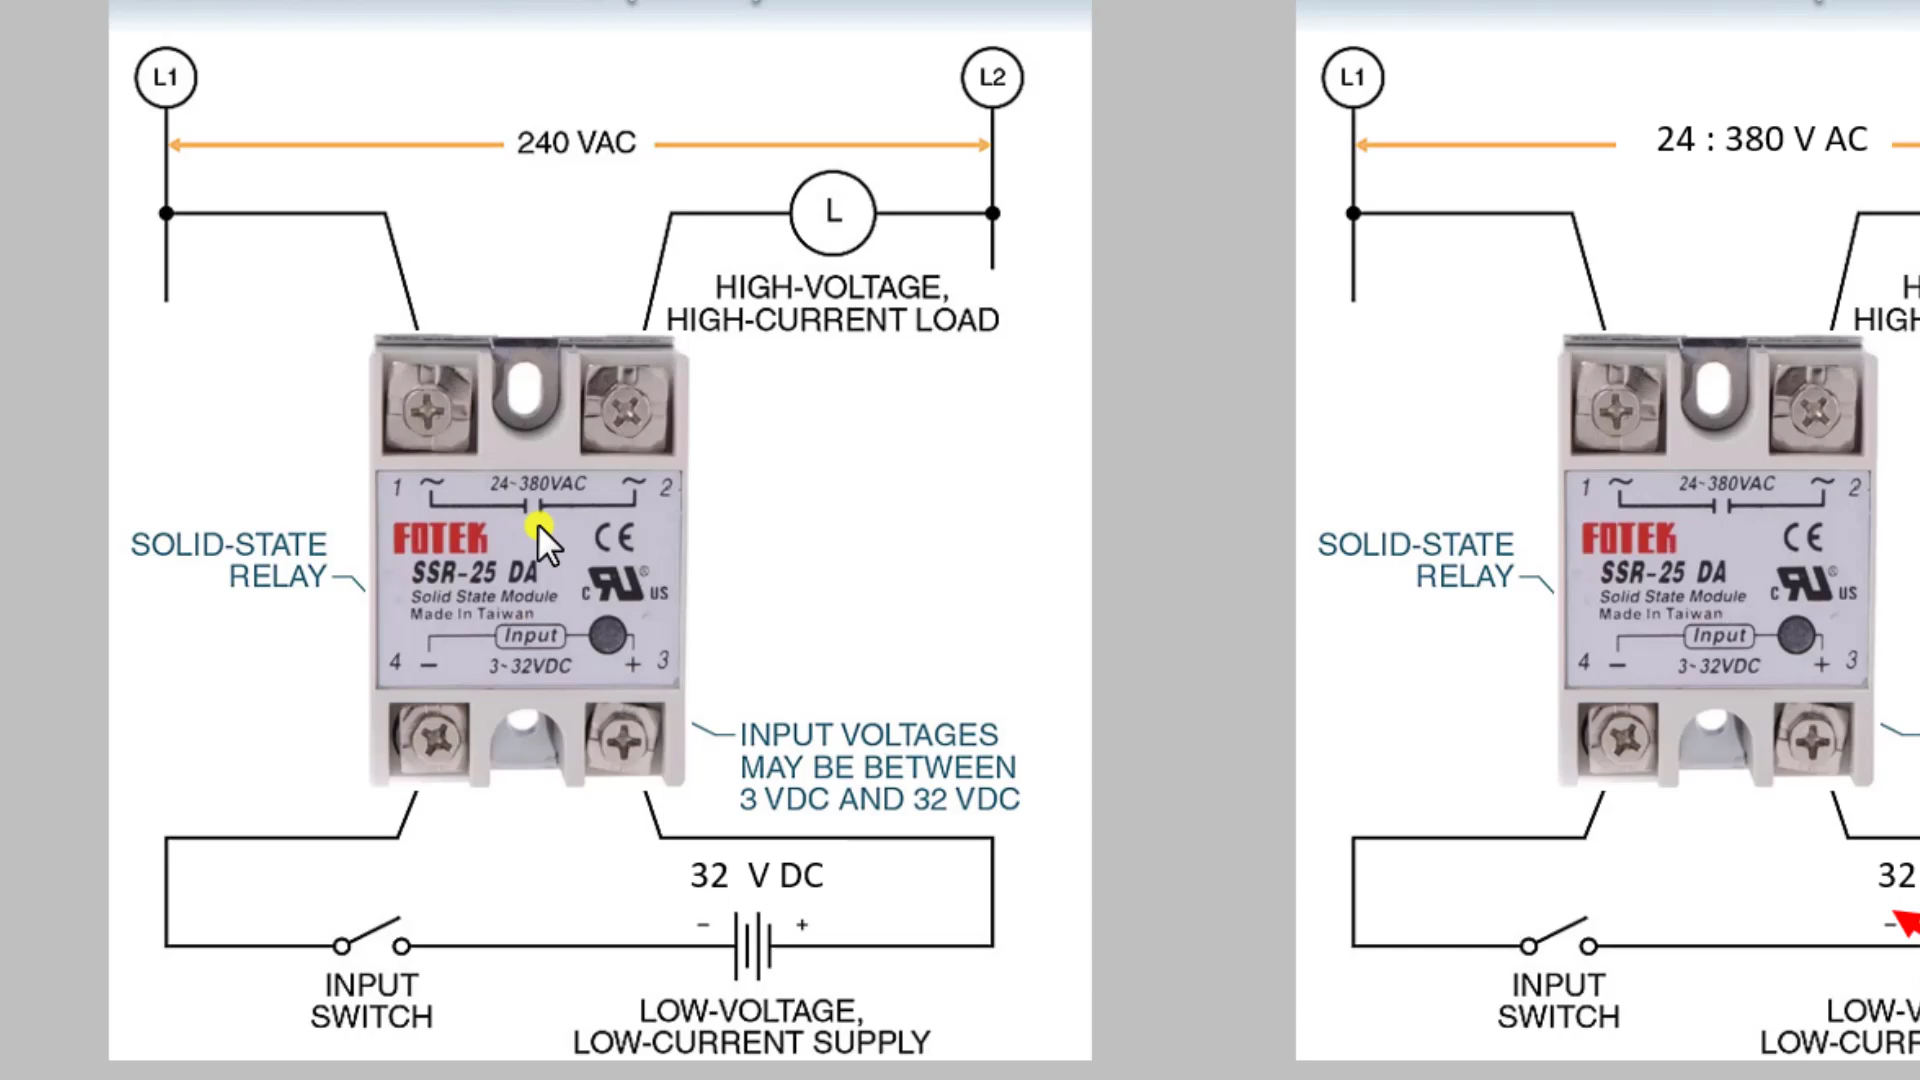 L1
L2
240 VAC
L
HIGH-VOLTAGE,
HIGH-CURRENT LOAD
1 ~ 24~380VAC ~ 2
FOTEK
CE
SSR-25 DA
C RU ® US
Solid State Module
Made In Taiwan
Input
4 − 3~32VDC + 3
SOLID-STATE
RELAY
INPUT VOLTAGES
MAY BE BETWEEN
3 VDC AND 32 VDC
32 V DC
− +
INPUT
SWITCH
LOW-VOLTAGE,
LOW-CURRENT SUPPLY
L1
24 : 380 V AC
H
HIGH
1 ~ 24~380VAC ~ 2
FOTEK
CE
SSR-25 DA
C RU ® US
Solid State Module
Made In Taiwan
Input
4 − 3~32VDC + 3
SOLID-STATE
RELAY
32
−
INPUT
SWITCH
LOW-V
LOW-CURR